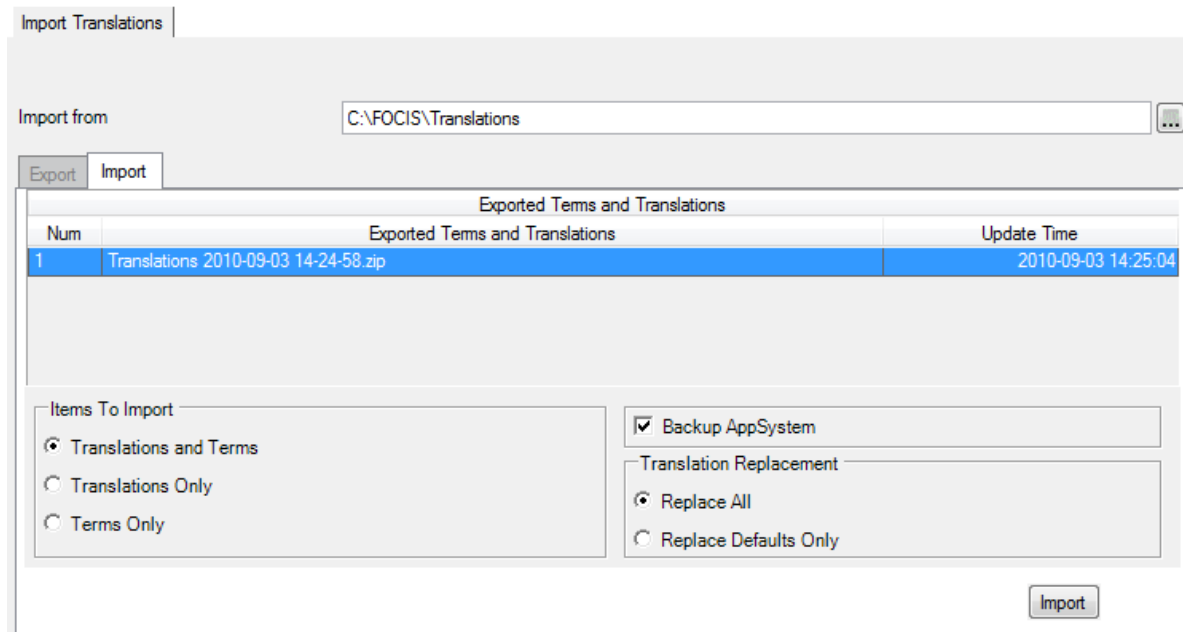 Import Translations
Import from C:\FOCIS\Translations ...
Export Import
Exported Terms and Translations
Num Exported Terms and Translations Update Time
1 Translations 2010-09-03 14-24-58.zip 2010-09-03 14:25:04
Items To Import
Translations and Terms
Translations Only
Terms Only
Backup AppSystem
Translation Replacement
Replace All
Replace Defaults Only
Import